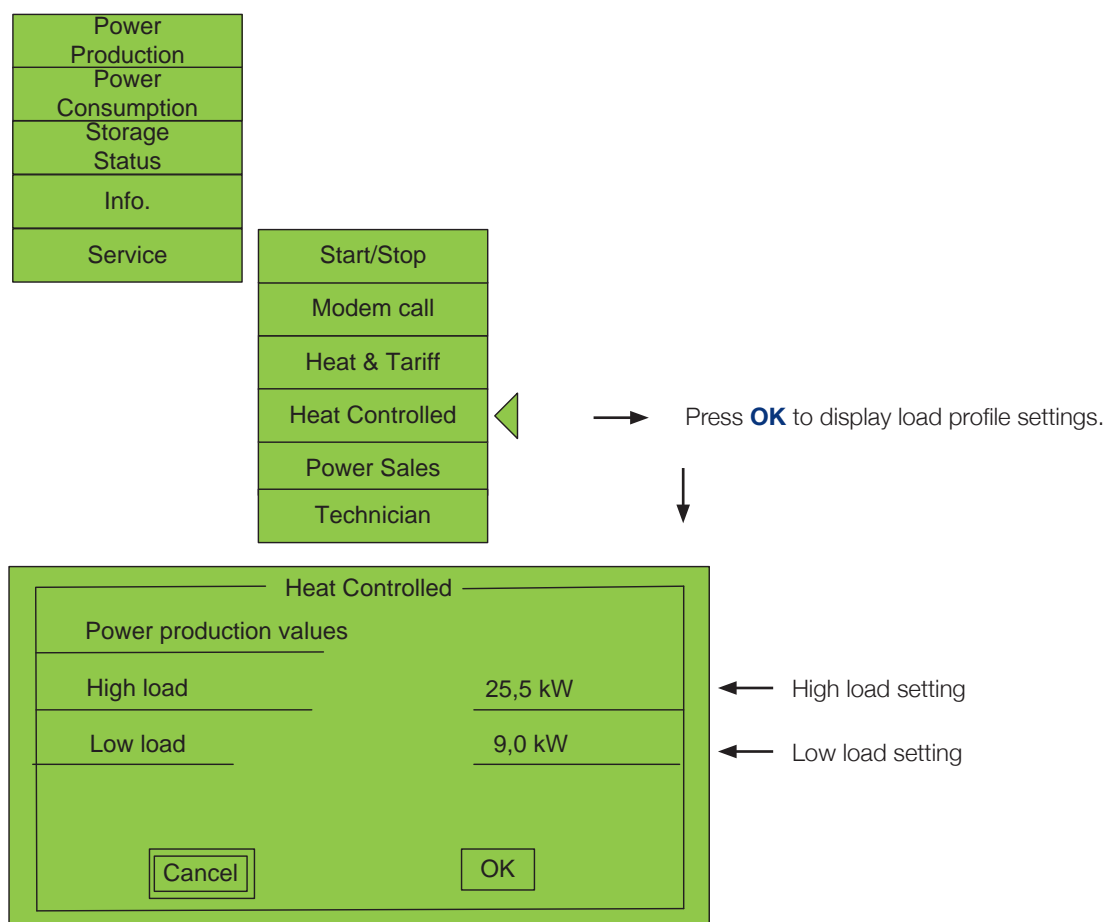 Power
Production
Power
Consumption
Storage
Status
Info.
Service
Start/Stop
Modem call
Heat & Tariff
Heat Controlled
Press OK to display load profile settings.
Power Sales
Technician
Heat Controlled
Power production values
High load 25,5 kW
High load setting
Low load 9,0 kW
Low load setting
Cancel OK